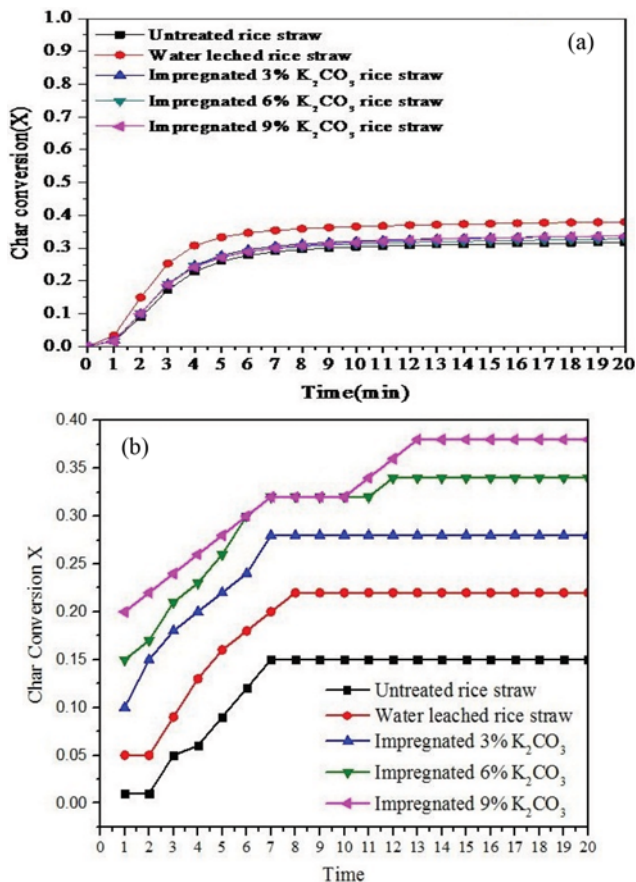 (a)
Untreated rice straw
Water leched rice straw
Impregnated 3% K₂CO₃ rice straw
Impregnated 6% K₂CO₃ rice straw
Impregnated 9% K₂CO₃ rice straw
Char conversion(X)
1.0
0.9
0.8
0.7
0.6
0.5
0.4
0.3
0.2
0.1
0.0
0 1 2 3 4 5 6 7 8 9 10 11 12 13 14 15 16 17 18 19 20
Time(min)
(b)
Char Conversion X
0.40
0.35
0.30
0.25
0.20
0.15
0.10
0.05
0.00
Untreated rice straw
Water leached rice straw
Impregnated 3% K₂CO₃
Impregnated 6% K₂CO₃
Impregnated 9% K₂CO₃
1 2 3 4 5 6 7 8 9 10 11 12 13 14 15 16 17 18 19 20
Time